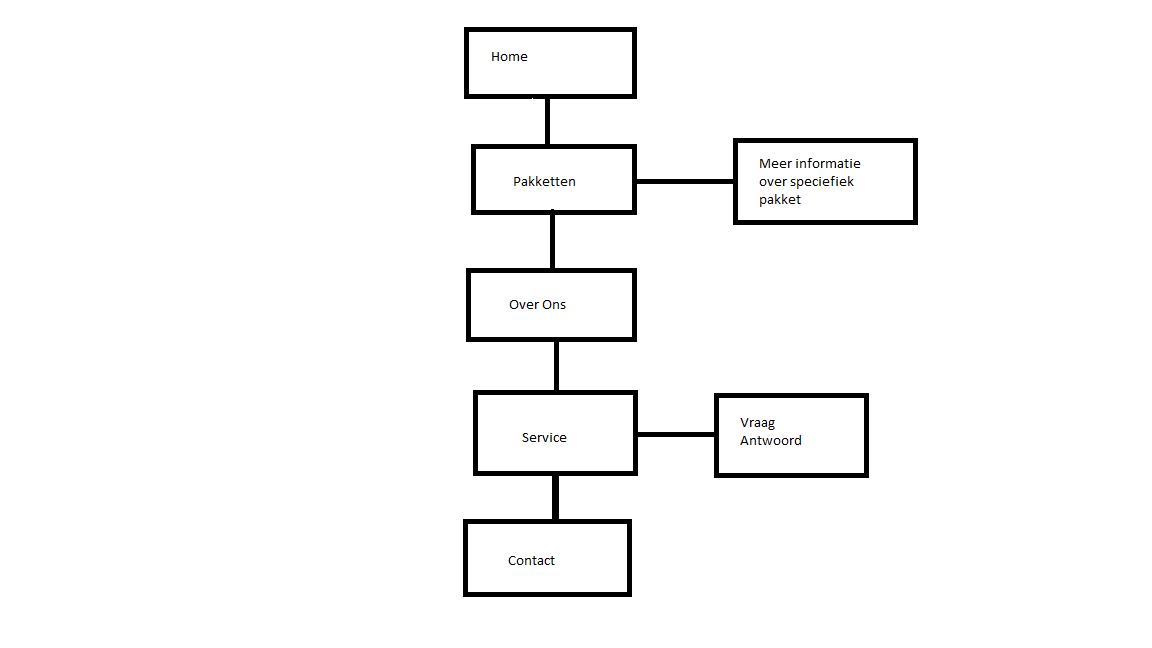 Home
Pakketten
Meer informatie
over speciefiek
pakket
Over Ons
Service
Vraag
Antwoord
Contact